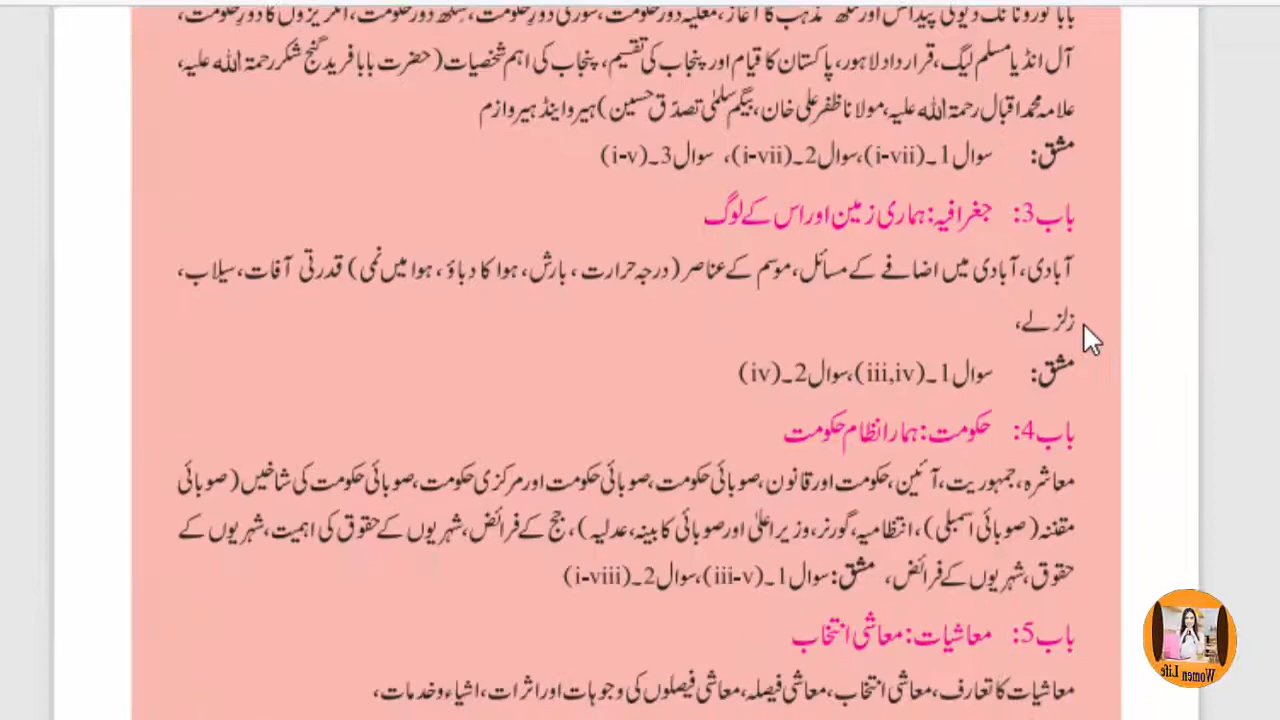 بابا گورونانک دیو کی پیدائش اور سکھ مذہب کا آغاز، مغلیہ دور حکومت، سوری دور حکومت، سکھ دور حکومت، انگریزوں کا دور حکومت،
آل انڈیا مسلم لیگ، قرارداد لاہور، پاکستان کا قیام اور پنجاب کی تقسیم، پنجاب کی اہم شخصیات (حضرت بابا فرید گنج شکر رحمۃ اللہ علیہ،
علامہ محمد اقبال رحمۃ اللہ علیہ، مولانا ظفر علی خان، بیگم سلمیٰ تصدّق حسین) ہیرو اینڈ ہیروازم
مشق: سوال 1۔(i-vii)، سوال 2۔(i-vii)، سوال 3۔(i-v)
باب 3: جغرافیہ: ہماری زمین اور اس کے لوگ
آبادی، آبادی میں اضافے کے مسائل، موسم کے عناصر (درجہ حرارت، بارش، ہوا کا دباؤ، ہوا میں نمی) قدرتی آفات، سیلاب،
زلزلے،
مشق: سوال 1۔(iii,iv)، سوال 2۔(iv)
باب 4: حکومت: ہمارا نظام حکومت
معاشرہ، جمہوریت، آئین، حکومت اور قانون، صوبائی حکومت، صوبائی حکومت اور مرکزی حکومت، صوبائی حکومت کی شاخیں (صوبائی
مقننہ (صوبائی اسمبلی)، انتظامیہ، گورنر، وزیر اعلیٰ اور صوبائی کابینہ، عدلیہ)، جج کے فرائض، شہریوں کے حقوق کی اہمیت، شہریوں کے
حقوق، شہریوں کے فرائض، مشق: سوال 1۔(iii-v)، سوال 2۔(i-viii)
باب 5: معاشیات: معاشی انتخاب
معاشیات کا تعارف، معاشی انتخاب، معاشی فیصلہ، معاشی فیصلوں کی وجوہات اور اثرات، اشیاء و خدمات،
Women Life